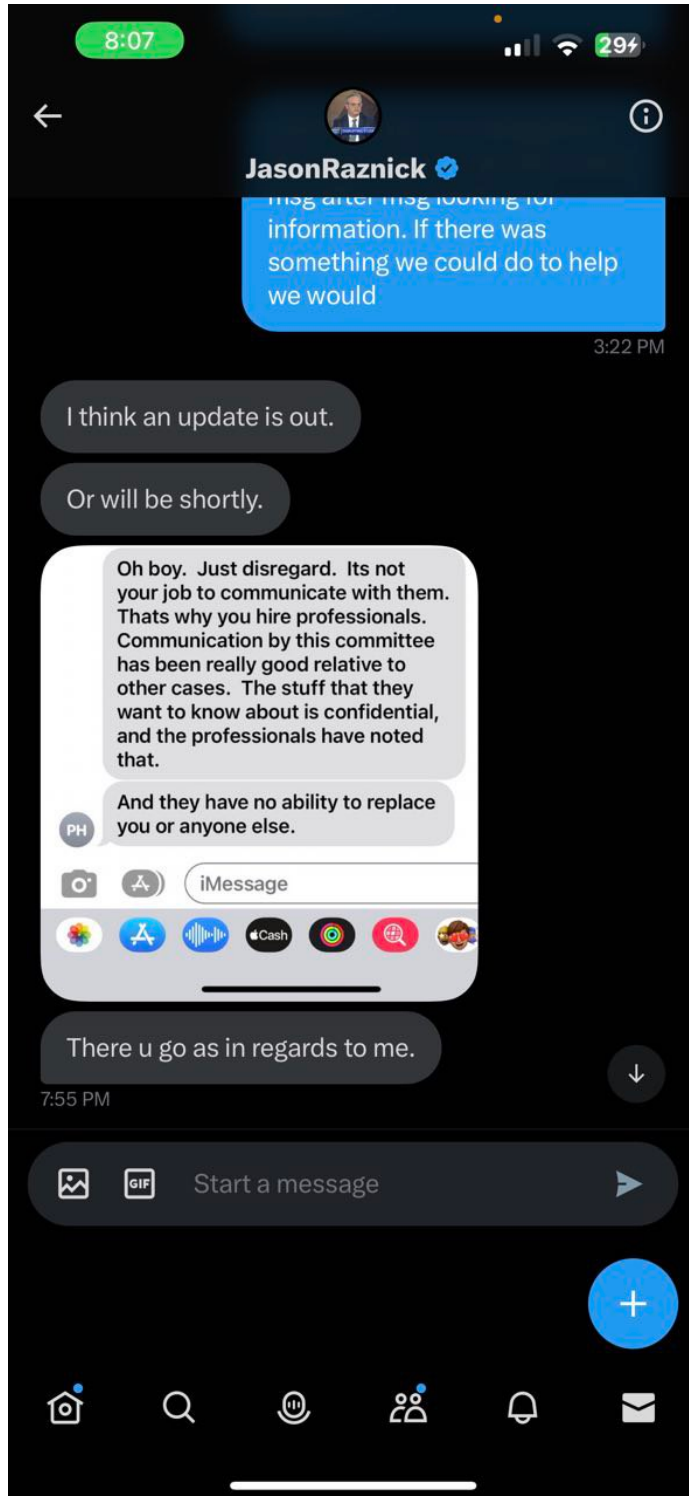 8:07
29
JasonRaznick
msg after msg looking for
information. If there was
something we could do to help
we would
3:22 PM
I think an update is out.
Or will be shortly.
Oh boy.  Just disregard.  Its not
your job to communicate with them.
Thats why you hire professionals.
Communication by this committee
has been really good relative to
other cases.  The stuff that they
want to know about is confidential,
and the professionals have noted
that.
And they have no ability to replace
you or anyone else.
PH
iMessage
Cash
There u go as in regards to me.
7:55 PM
GIF
Start a message